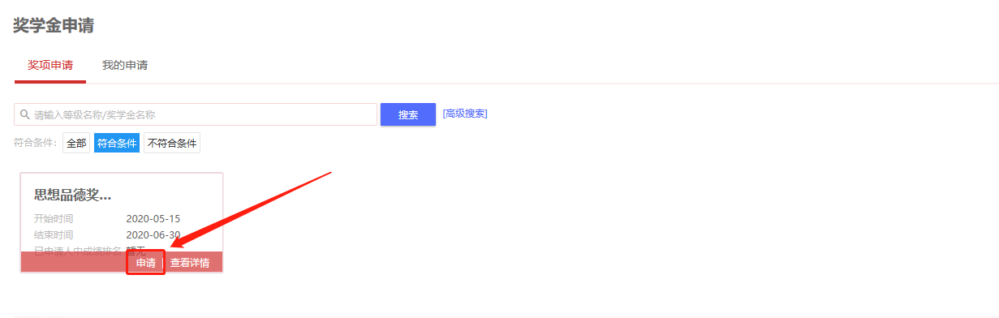 奖学金申请
奖项申请 我的申请
请输入等级名称/奖学金名称 搜索 [高级搜索]
符合条件: 全部 符合条件 不符合条件
思想品德奖...
开始时间 2020-05-15
结束时间 2020-06-30
已申请人中成绩排名 暂无
申请 | 查看详情